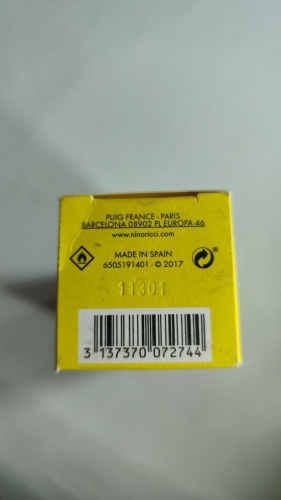 PUIG FRANCE - PARIS
BARCELONA 08902 PL EUROPA 46
www.ninaricci.com
MADE IN SPAIN
6505191401 - © 2017
11301
3 137370 072744